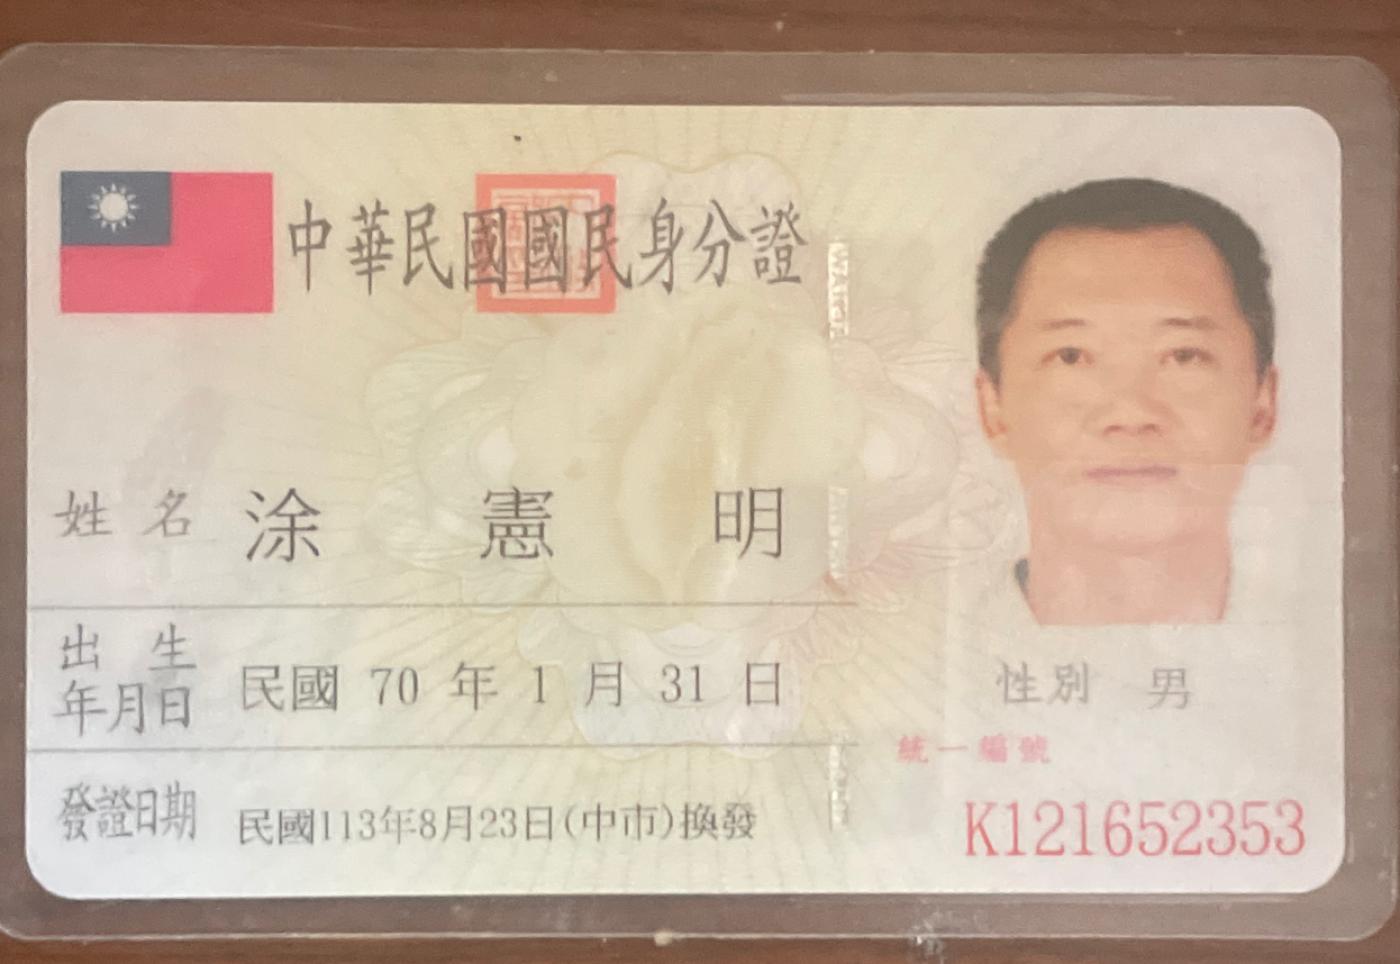 中華民國國民身分證
姓名 涂憲明
出生年月日 民國 70 年 1 月 31 日
性別 男
發證日期 民國113年8月23日(中市)換發
統一編號
K121652353